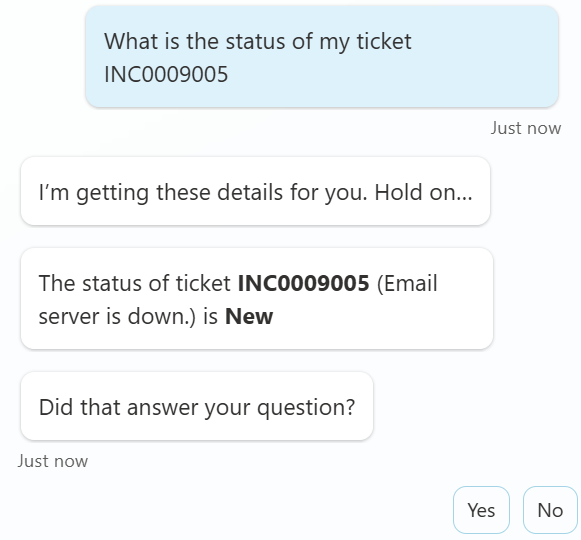 What is the status of my ticket
INC0009005
Just now
I’m getting these details for you. Hold on...
The status of ticket INC0009005 (Email
server is down.) is New
Did that answer your question?
Just now
Yes
No